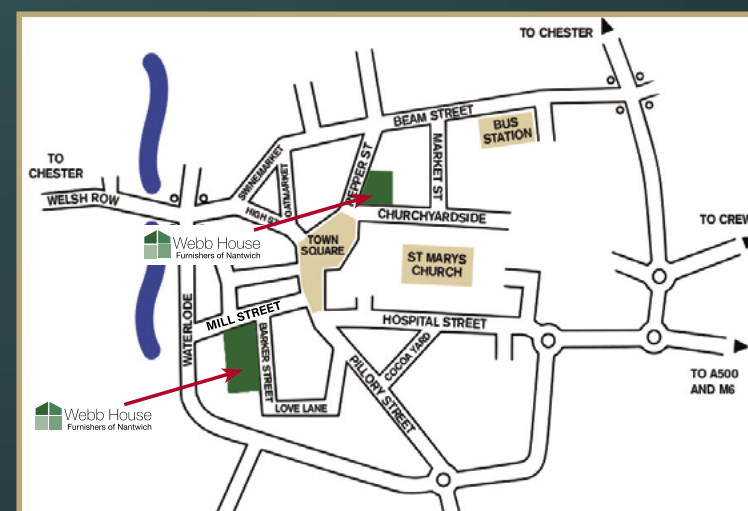 TO CHESTER
BEAM STREET
BUS
STATION
TO
CHESTER
WELSH ROW
SWINEMARKET
OATMARKET
HIGH ST
PEPPER ST
MARKET ST
CHURCHYARDSIDE
TO CREW
Webb House
Furnishers of Nantwich
TOWN
SQUARE
ST MARYS
CHURCH
WATERLODE
MILL STREET
BARKER STREET
HOSPITAL STREET
COCOA YARD
PILLORY STREET
LOVE LANE
TO A500
AND M6
Webb House
Furnishers of Nantwich